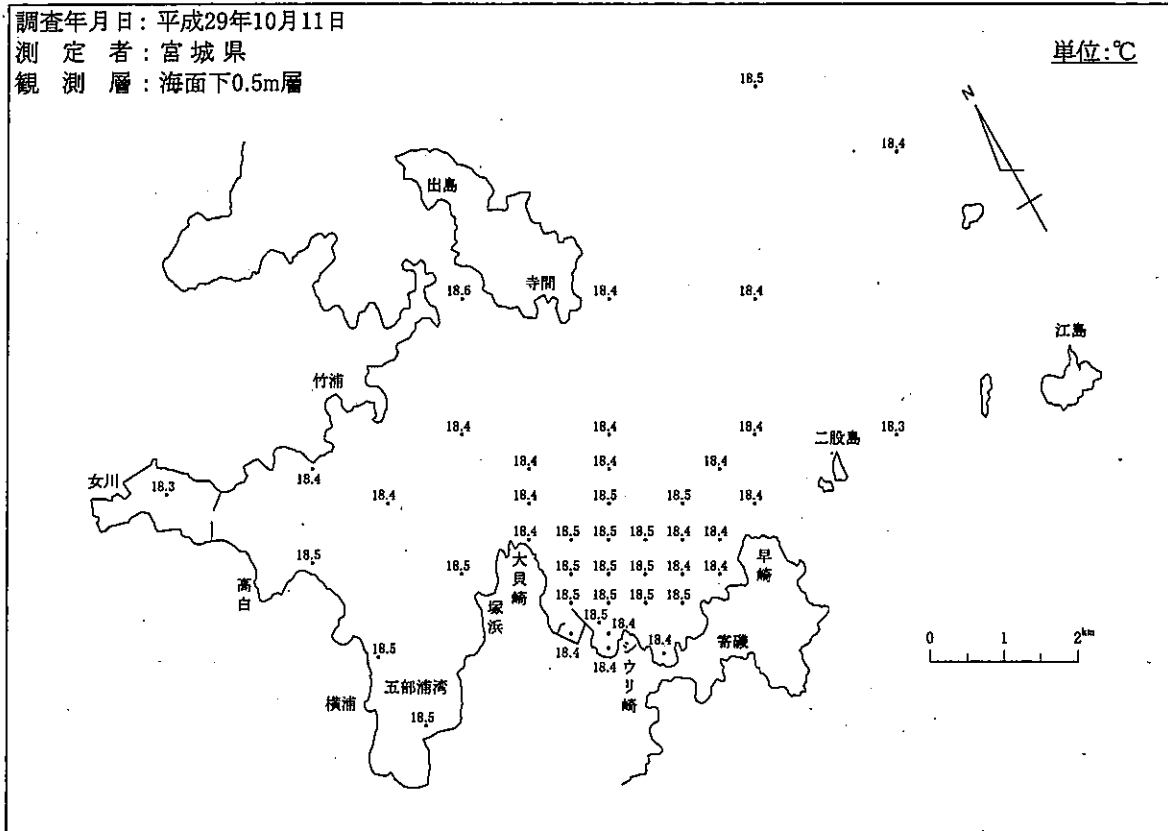 調査年月日：平成29年10月11日
測定者：宮城県
観測層：海面下0.5m層
単位：℃
18.5
N
18.4
出島
寺間
18.6 18.4 18.4
江島
竹浦
18.4 18.4 18.4 18.3
二股島
18.4 18.4 18.4
女川
18.3
18.4
18.4 18.4 18.5 18.5 18.4
18.4 18.5 18.5 18.5 18.4 18.4
大貝崎
早崎
18.5 18.5 18.5 18.5 18.5 18.4 18.4
高白
塚浜
18.5 18.5 18.5 18.5
18.5 18.4
寄磯
0 1 2km
18.4 18.4
18.4
シウリ崎
18.5
五部浦湾
横浦
18.5